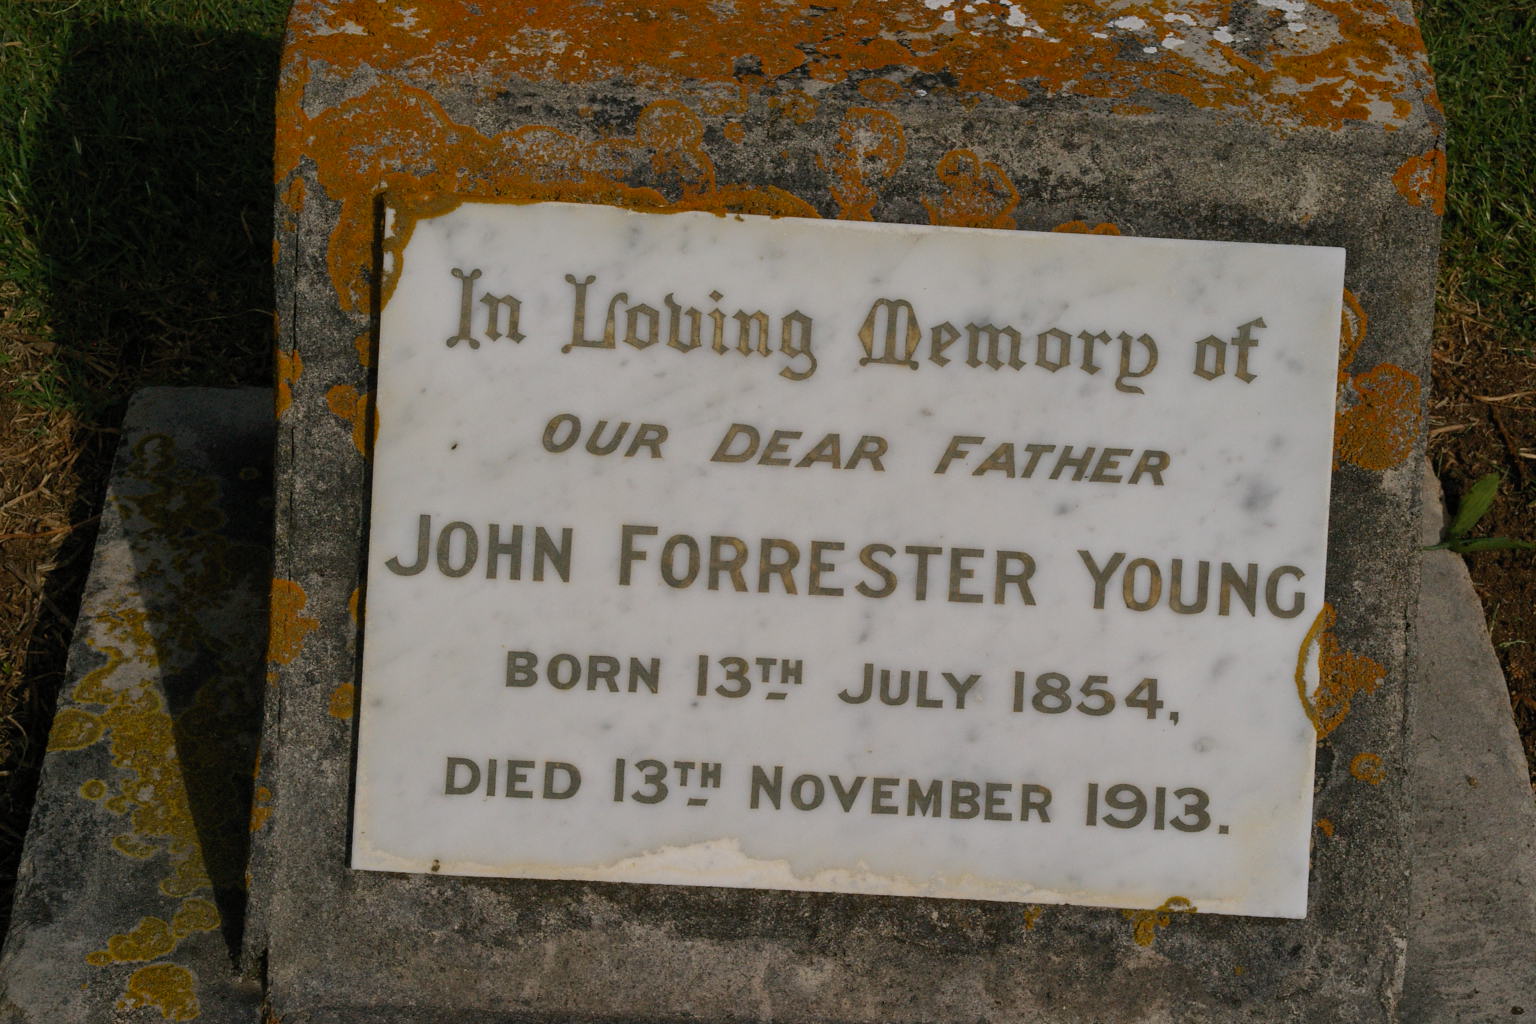 In Loving Memory of
OUR DEAR FATHER
JOHN FORRESTER YOUNG
BORN 13TH JULY 1854,
DIED 13TH NOVEMBER 1913.